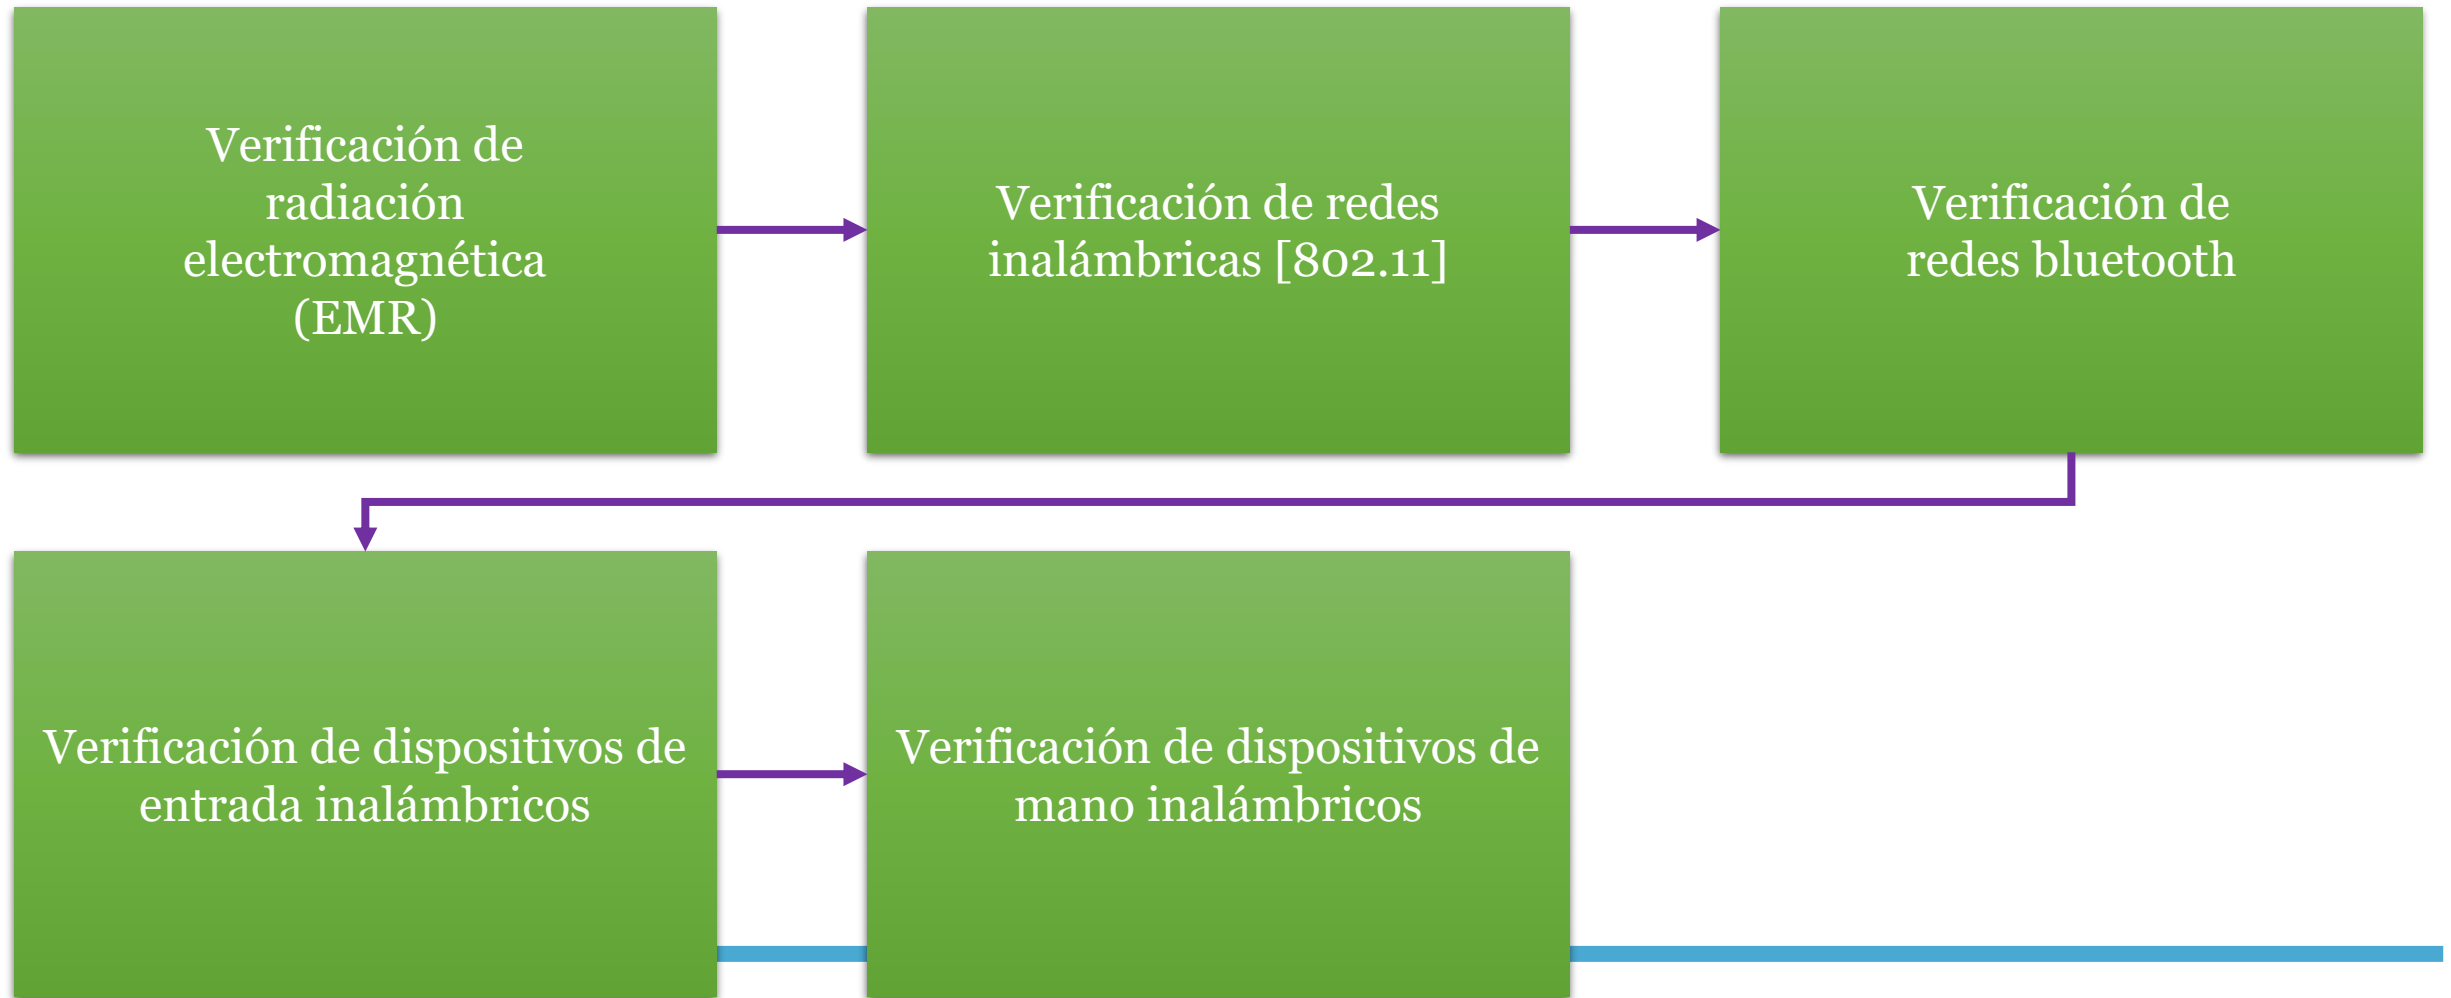 Verificación de
radiación
electromagnética
(EMR)
Verificación de redes
inalámbricas [802.11]
Verificación de
redes bluetooth
Verificación de dispositivos de
entrada inalámbricos
Verificación de dispositivos de
mano inalámbricos